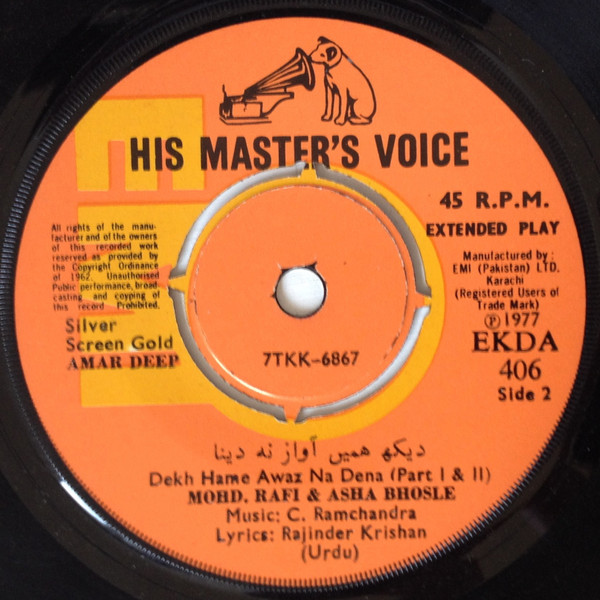 HIS MASTER'S VOICE
EMI
45 R.P.M.
EXTENDED PLAY
All rights of the manu-
facturer and of the owners
of this recorded work
reserved as provided by
the Copyright Ordinance
of 1962. Unauthorised
Public performance, broad-
casting and coyping of
this record Prohibited.
Manufactured by:
EMI (Pakistan) LTD.
Karachi
(Registered Users of
Trade Mark)
Ⓟ 1977
Silver
Screen Gold
AMAR DEEP
EKDA
406
Side 2
7TKK-6867
دیکھ ہمیں آواز نہ دینا
Dekh Hame Awaz Na Dena (Part I & II)
MOHD. RAFI & ASHA BHOSLE
Music: C. Ramchandra
Lyrics: Rajinder Krishan
(Urdu)